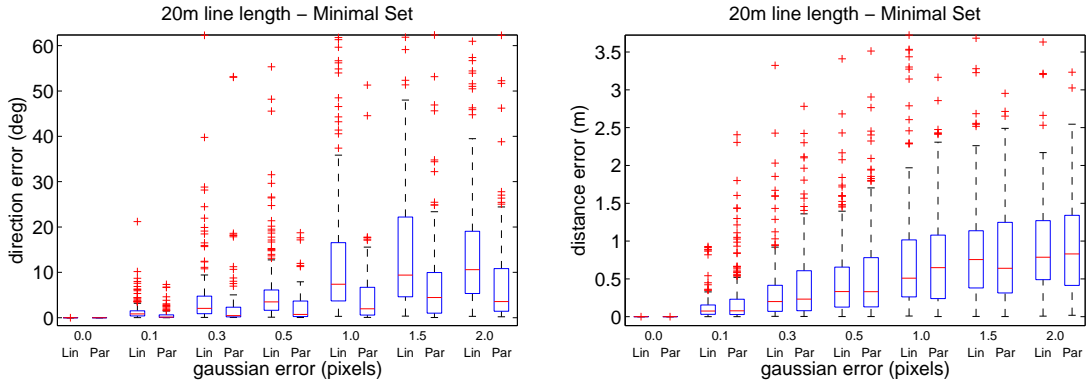 20m line length − Minimal Set
60
50
40
30
20
10
0
direction error (deg)
0.0 0.1 0.3 0.5 1.0 1.5 2.0
Lin Par Lin Par Lin Par Lin Par Lin Par Lin Par Lin Par
gaussian error (pixels)
20m line length − Minimal Set
3.5
3
2.5
2
1.5
1
0.5
0
distance error (m)
0.0 0.1 0.3 0.5 1.0 1.5 2.0
Lin Par Lin Par Lin Par Lin Par Lin Par Lin Par Lin Par
gaussian error (pixels)